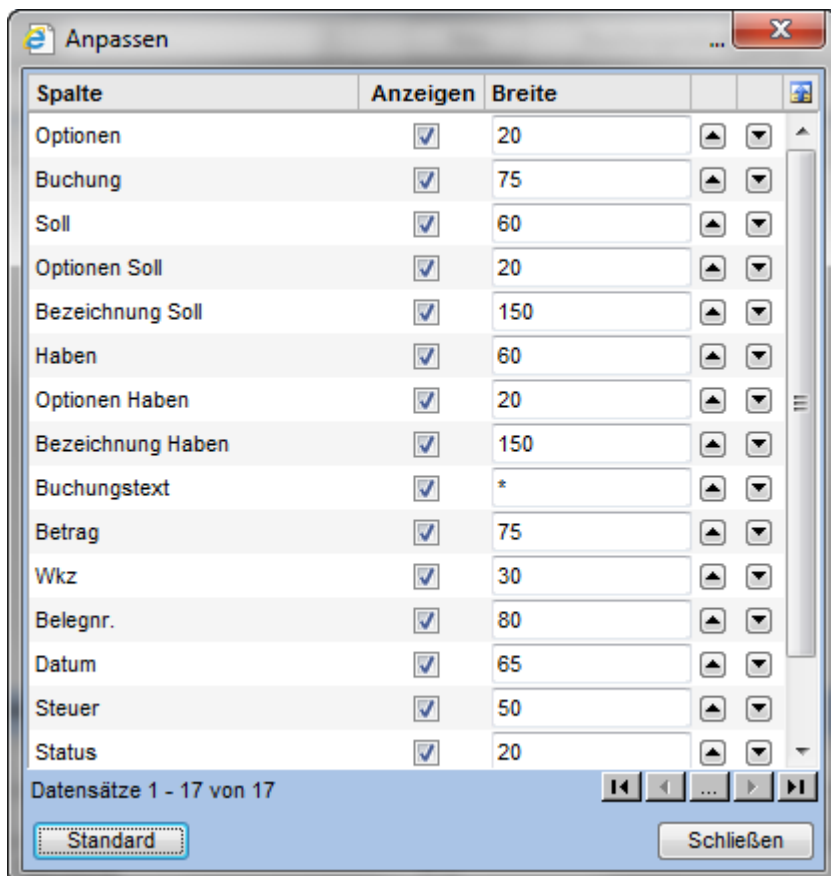 Anpassen ...
Spalte Anzeigen Breite
Optionen 20
Buchung 75
Soll 60
Optionen Soll 20
Bezeichnung Soll 150
Haben 60
Optionen Haben 20
Bezeichnung Haben 150
Buchungstext *
Betrag 75
Wkz 30
Belegnr. 80
Datum 65
Steuer 50
Status 20
Datensätze 1 - 17 von 17 ...
Standard Schließen